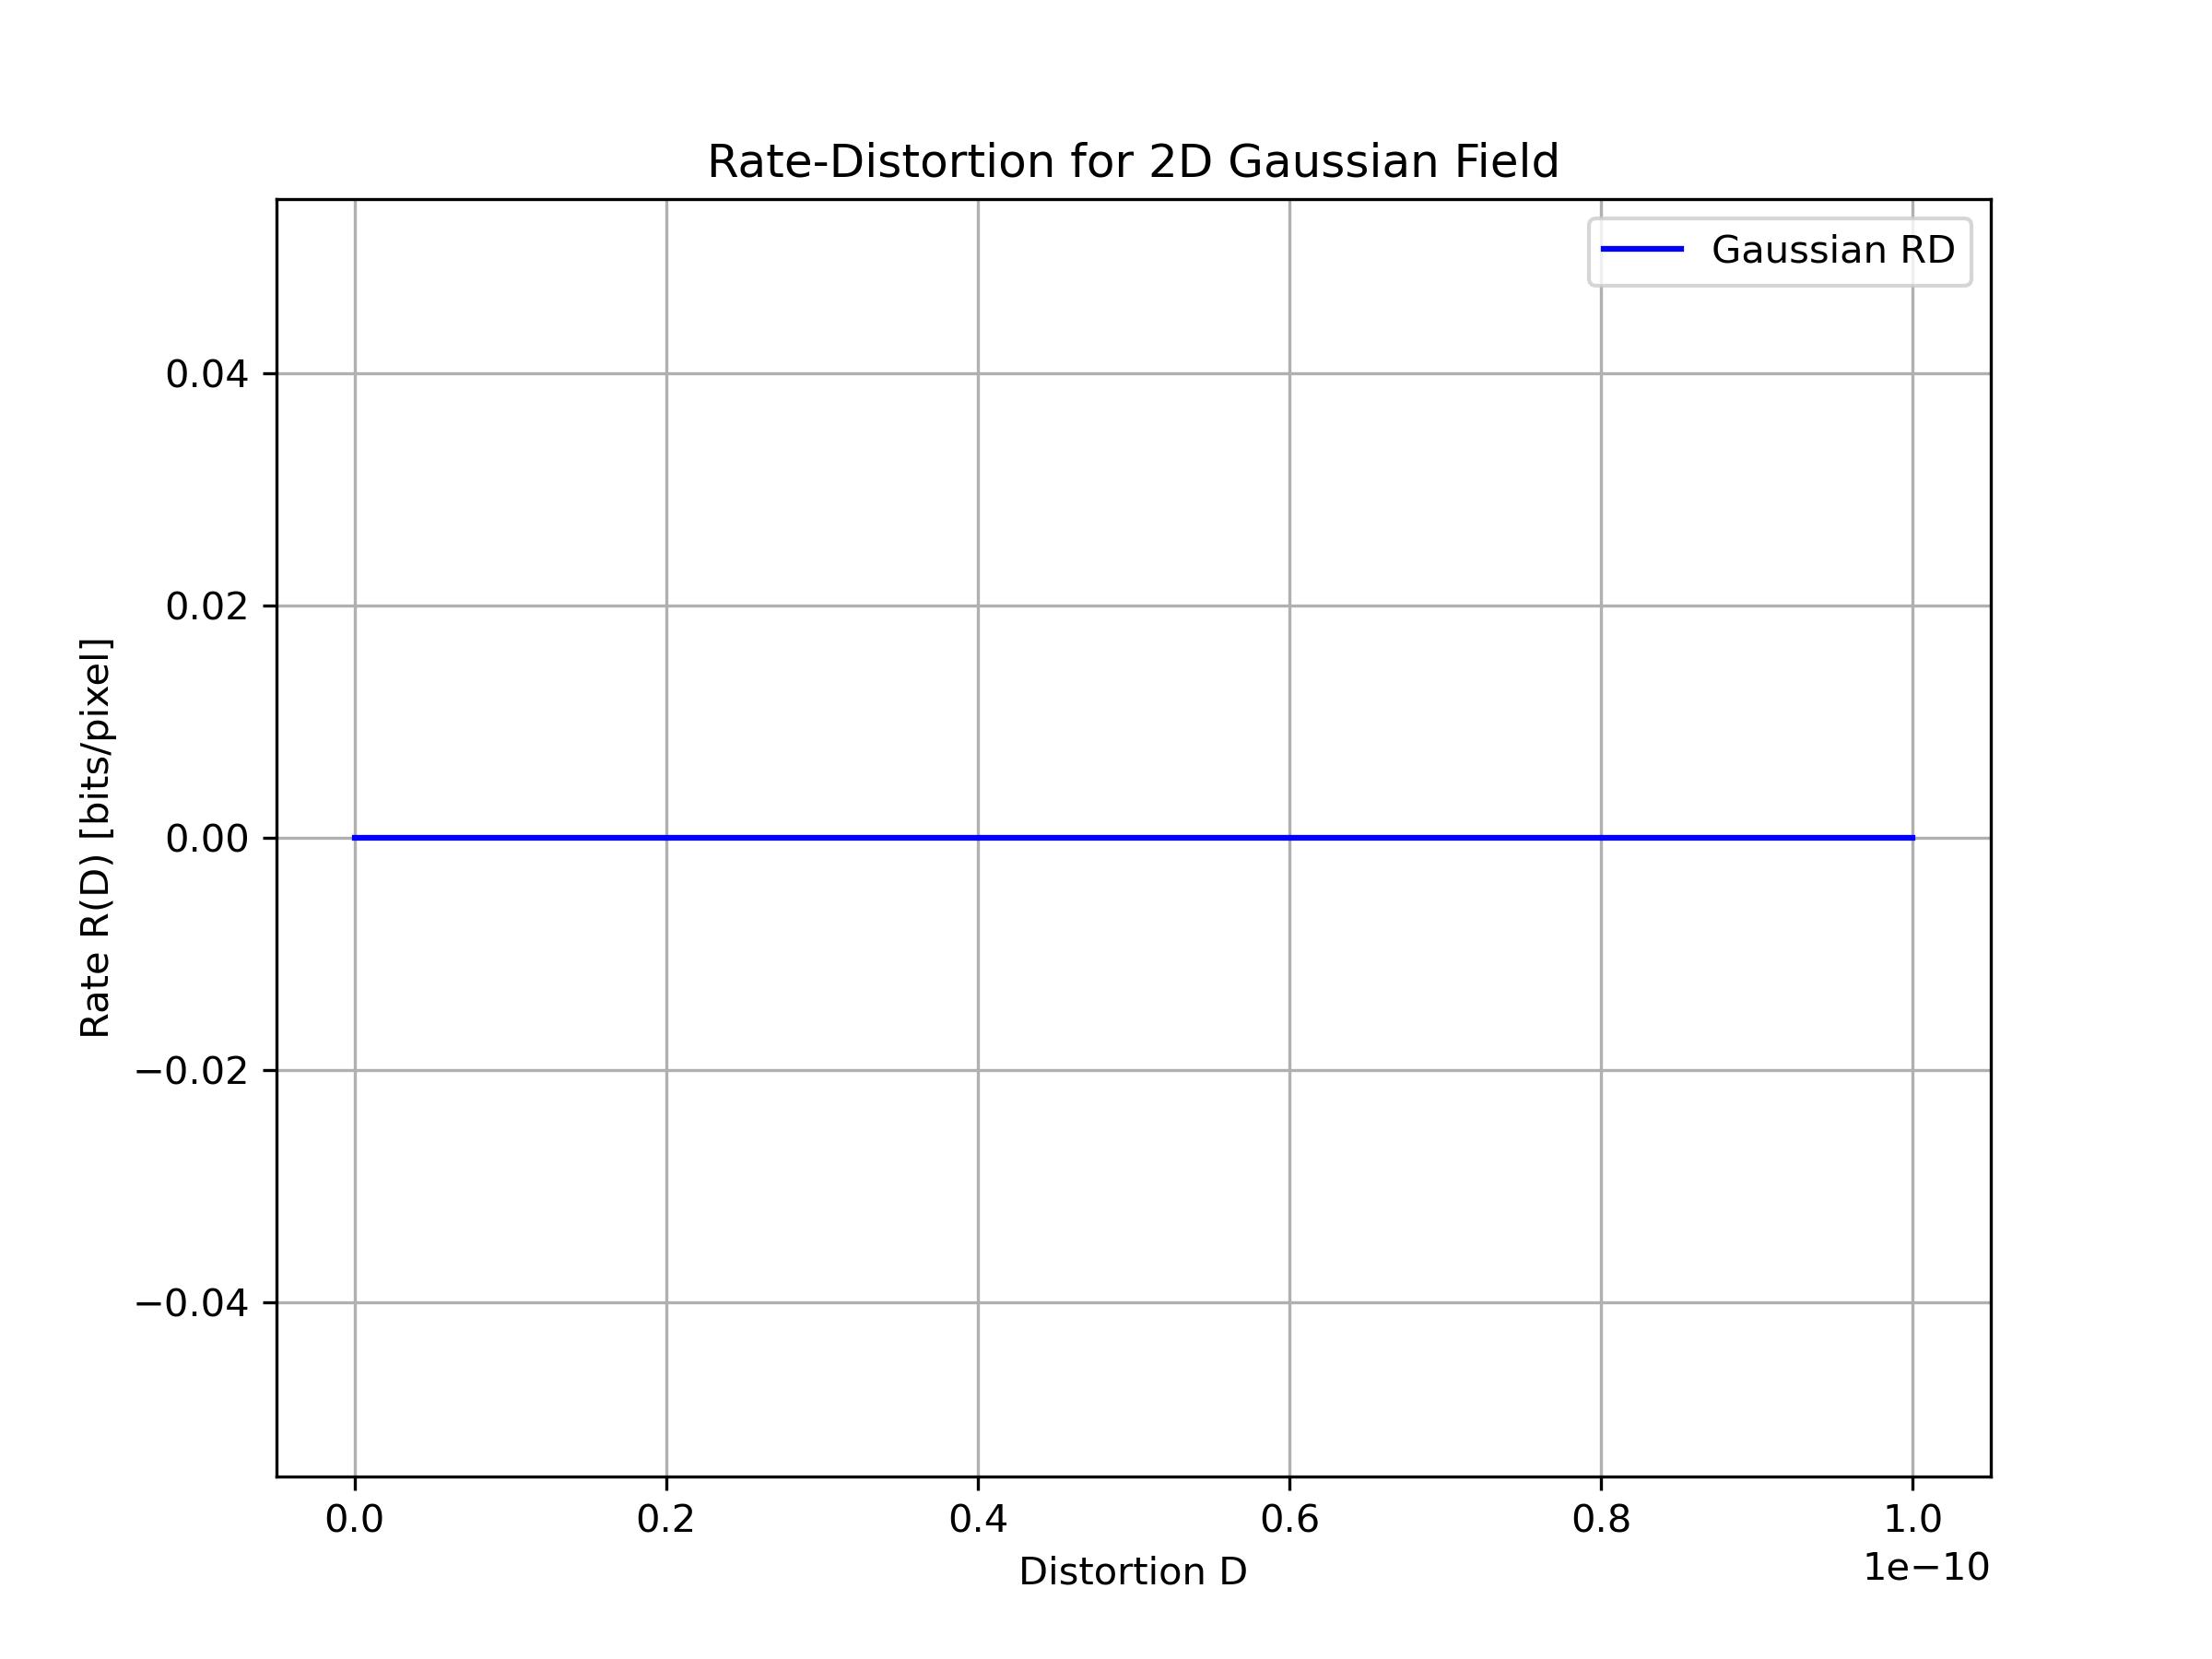 Rate-Distortion for 2D Gaussian Field
Gaussian RD
Rate R(D) [bits/pixel]
0.04
0.02
0.00
−0.02
−0.04
0.0 0.2 0.4 0.6 0.8 1.0
Distortion D
1e−10